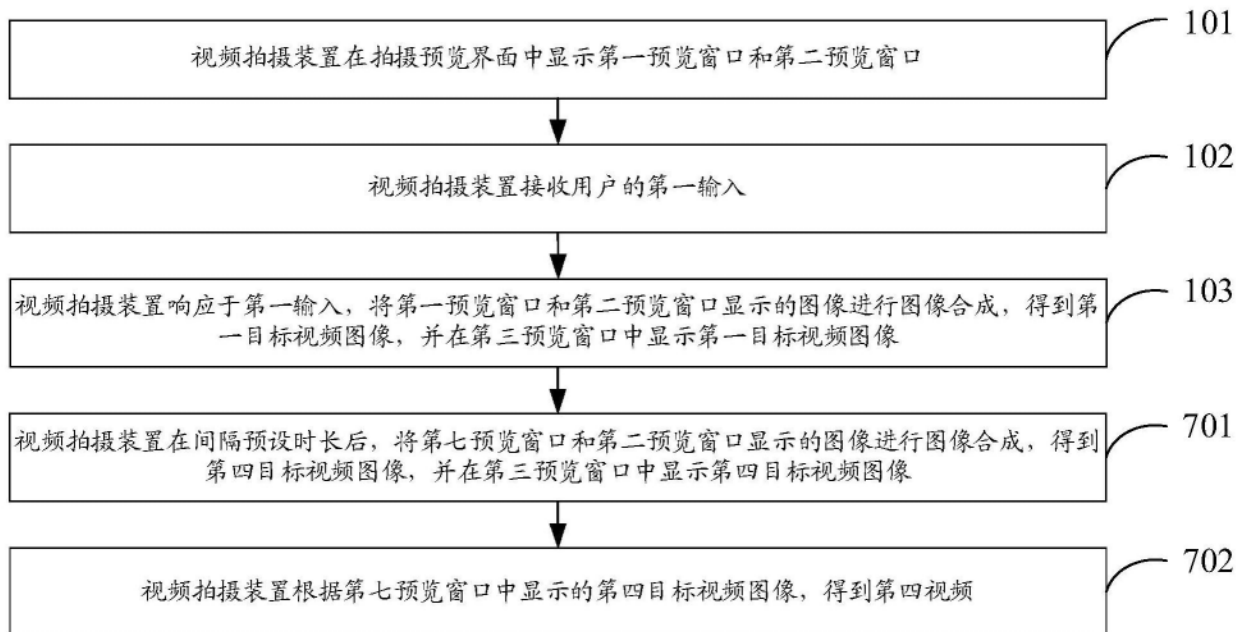 视频拍摄装置在拍摄预览界面中显示第一预览窗口和第二预览窗口
101
视频拍摄装置接收用户的第一输入
102
视频拍摄装置响应于第一输入，将第一预览窗口和第二预览窗口显示的图像进行图像合成，得到第
一目标视频图像，并在第三预览窗口中显示第一目标视频图像
103
视频拍摄装置在间隔预设时长后，将第七预览窗口和第二预览窗口显示的图像进行图像合成，得到
第四目标视频图像，并在第三预览窗口中显示第四目标视频图像
701
视频拍摄装置根据第七预览窗口中显示的第四目标视频图像，得到第四视频
702